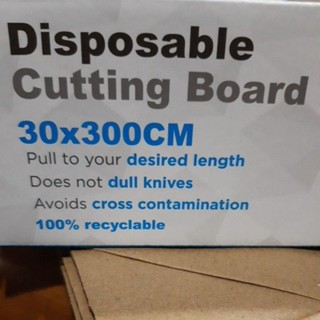 Disposable
Cutting Board
30x300CM
Pull to your desired length
Does not dull knives
Avoids cross contamination
100% recyclable